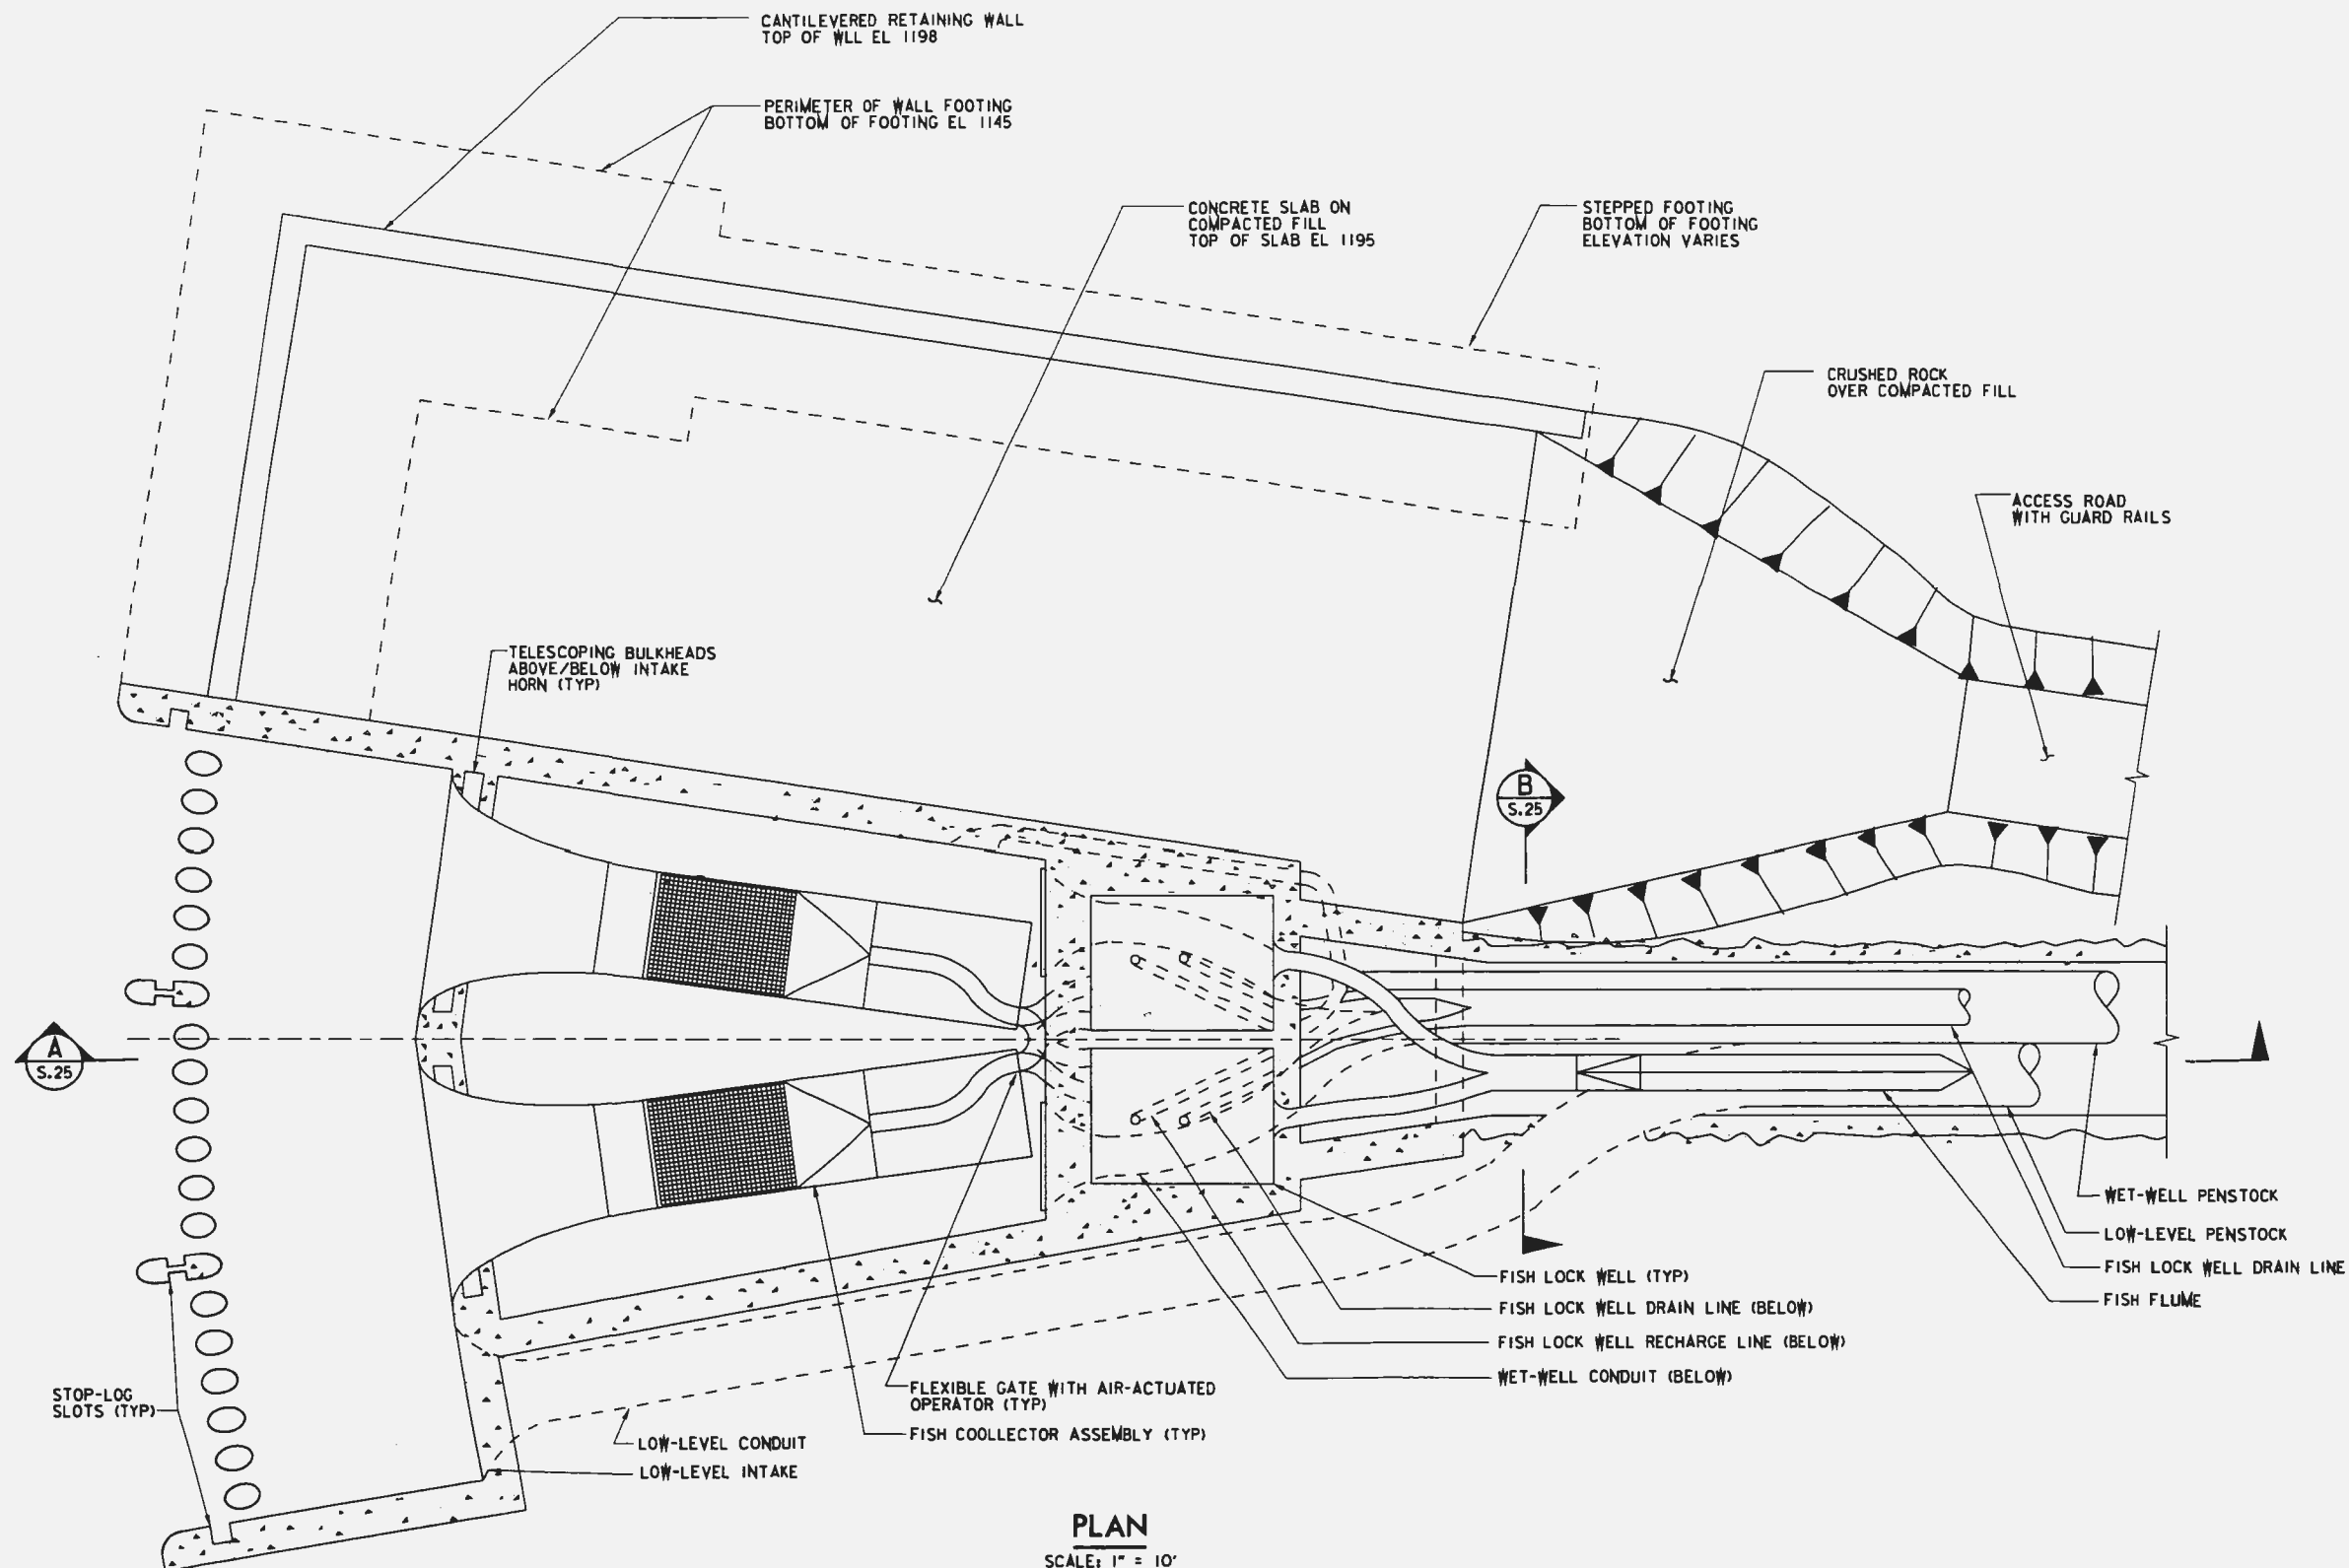 CANTILEVERED RETAINING WALL
TOP OF WLL EL 1198
PERIMETER OF WALL FOOTING
BOTTOM OF FOOTING EL 1145
CONCRETE SLAB ON
COMPACTED FILL
TOP OF SLAB EL 1195
STEPPED FOOTING
BOTTOM OF FOOTING
ELEVATION VARIES
CRUSHED ROCK
OVER COMPACTED FILL
ACCESS ROAD
WITH GUARD RAILS
TELESCOPING BULKHEADS
ABOVE/BELOW INTAKE
HORN (TYP)
B
S.25
A
S.25
WET-WELL PENSTOCK
LOW-LEVEL PENSTOCK
FISH LOCK WELL DRAIN LINE
FISH FLUME
FISH LOCK WELL (TYP)
FISH LOCK WELL DRAIN LINE (BELOW)
FISH LOCK WELL RECHARGE LINE (BELOW)
WET-WELL CONDUIT (BELOW)
STOP-LOG
SLOTS (TYP)
FLEXIBLE GATE WITH AIR-ACTUATED
OPERATOR (TYP)
FISH COOLLECTOR ASSEMBLY (TYP)
LOW-LEVEL CONDUIT
LOW-LEVEL INTAKE
PLAN
SCALE: 1" = 10'